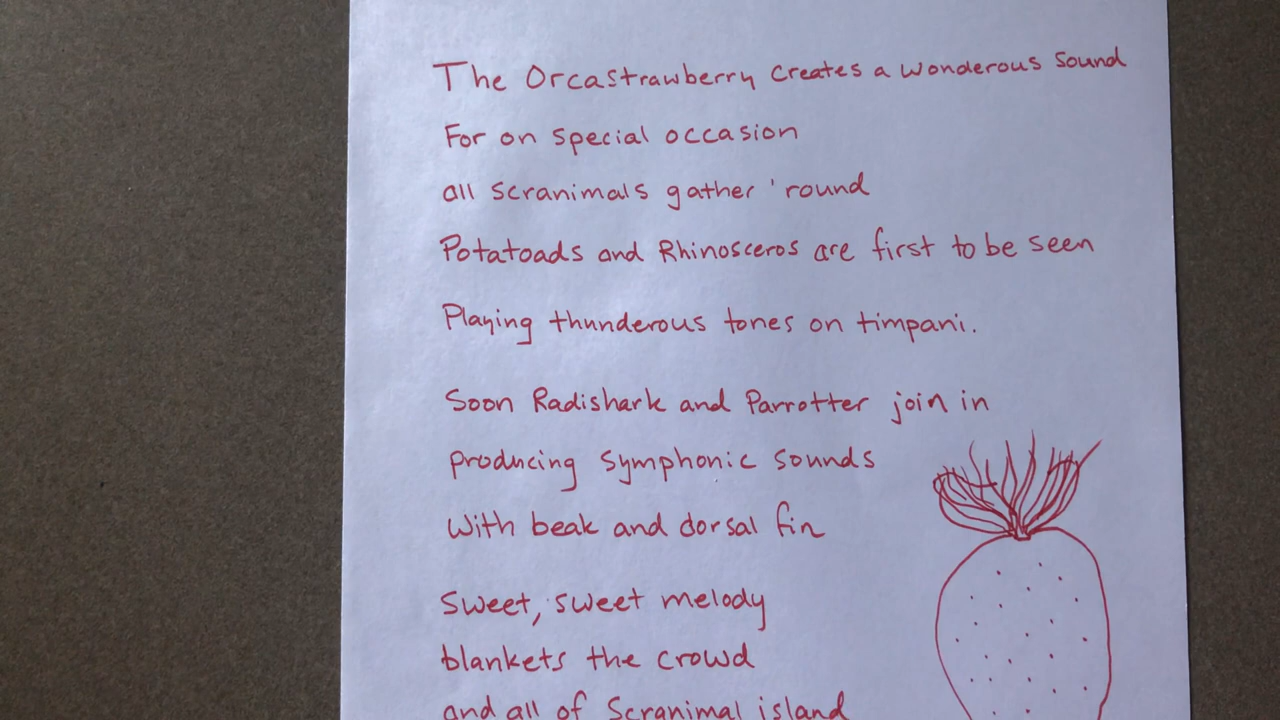 The Orcastrawberry creates a wonderous sound
For on special occasion
all scranimals gather 'round
Potatoads and Rhinosceros are first to be seen
Playing thunderous tones on timpani.
Soon Radishark and Parrotter join in
producing symphonic sounds
With beak and dorsal fin
Sweet, sweet melody
blankets the crowd
and all of Scranimal island